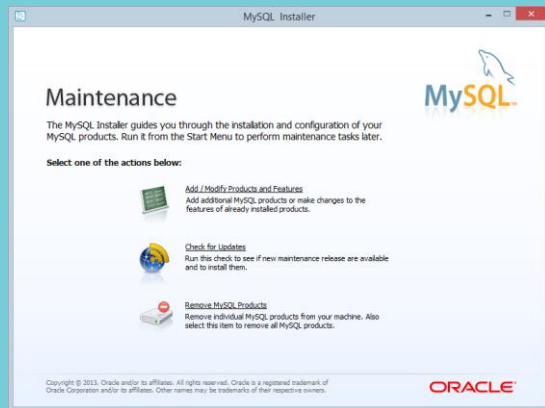 MySQL Installer
Maintenance
MySQL™
The MySQL Installer guides you through the installation and configuration of your
MySQL products. Run it from the Start Menu to perform maintenance tasks later.
Select one of the actions below:
Add / Modify Products and Features
Add additional MySQL products or make changes to the
features of already installed products.
Check for Updates
Run this check to see if new maintenance release are available
and to install them.
Remove MySQL Products
Remove individual MySQL products from your machine. Also
select this item to remove all MySQL products.
Copyright © 2013, Oracle and/or its affiliates. All rights reserved. Oracle is a registered trademark of
Oracle Corporation and/or its affiliates. Other names may be trademarks of their respective owners.
ORACLE